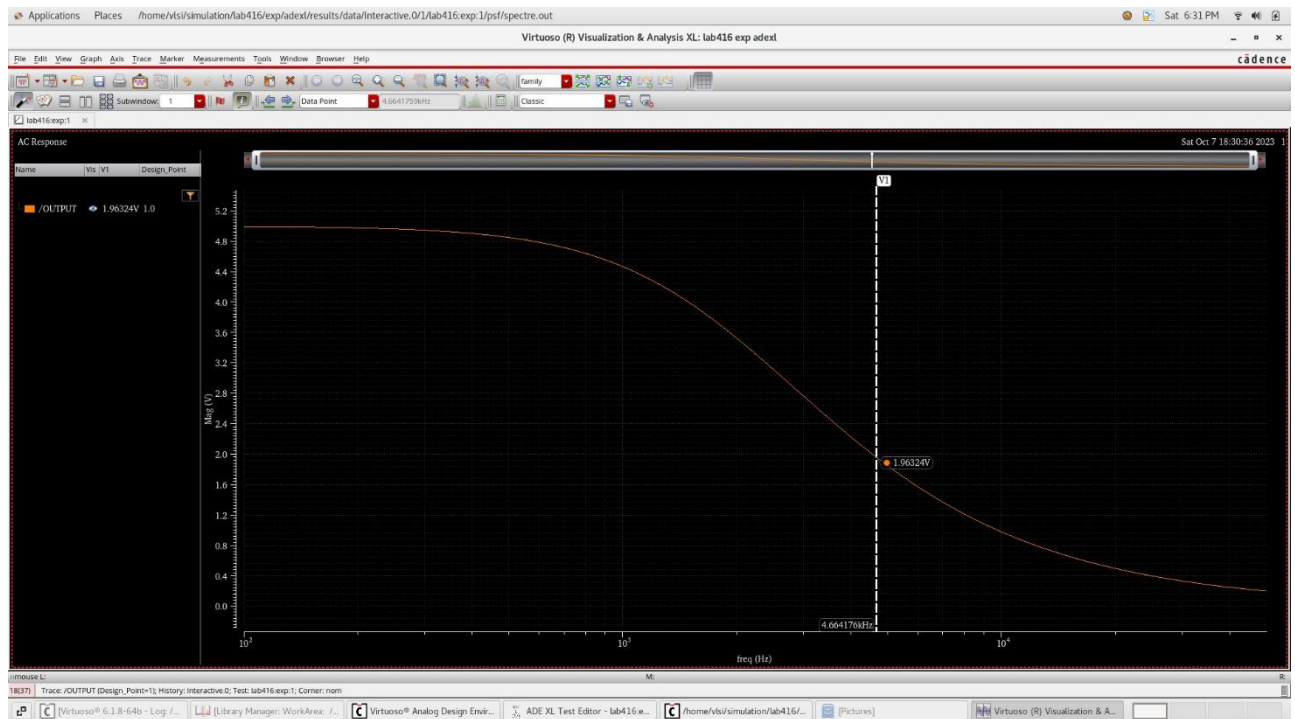 Applications Places /home/vlsi/simulation/lab416/exp/adexl/results/data/Interactive.0/1/lab416:exp:1/psf/spectre.out Sat 6:31 PM
Virtuoso (R) Visualization & Analysis XL: lab416 exp adexl
File Edit View Graph Axis Trace Marker Measurements Tools Window Browser Help cādence
family
Subwindow: 1 Data Point 4.6641759kHz Classic
lab416:exp:1
AC Response Sat Oct 7 18:30:36 2023 1
Name Vis V1 Design_Point
/OUTPUT 1.96324V 1.0
V1
5.2
4.8
4.4
4.0
3.6
3.2
2.8
2.4
2.0
1.6
1.2
0.8
0.4
0.0
Mag (V)
1.96324V
4.664176kHz
10² 10³ 10⁴
freq (Hz)
mouse L: M: R:
18(37) Trace: /OUTPUT (Design_Point=1); History: Interactive.0; Test: lab416:exp:1; Corner: nom
[Virtuoso® 6.1.8-64b - Log: /... [Library Manager: WorkArea: /... Virtuoso® Analog Design Envir... ADE XL Test Editor - lab416:e... /home/vlsi/simulation/lab416/... [Pictures] Virtuoso (R) Visualization & A...